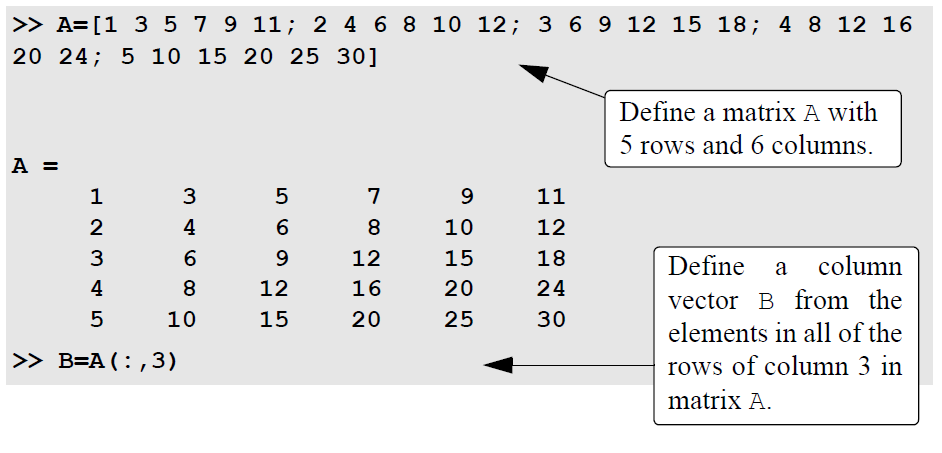 >> A=[1 3 5 7 9 11; 2 4 6 8 10 12; 3 6 9 12 15 18; 4 8 12 16
20 24; 5 10 15 20 25 30]
Define a matrix A with
5 rows and 6 columns.
A =
1 3 5 7 9 11
2 4 6 8 10 12
3 6 9 12 15 18
4 8 12 16 20 24
5 10 15 20 25 30
>> B=A(:,3)
Define a column
vector B from the
elements in all of the
rows of column 3 in
matrix A.